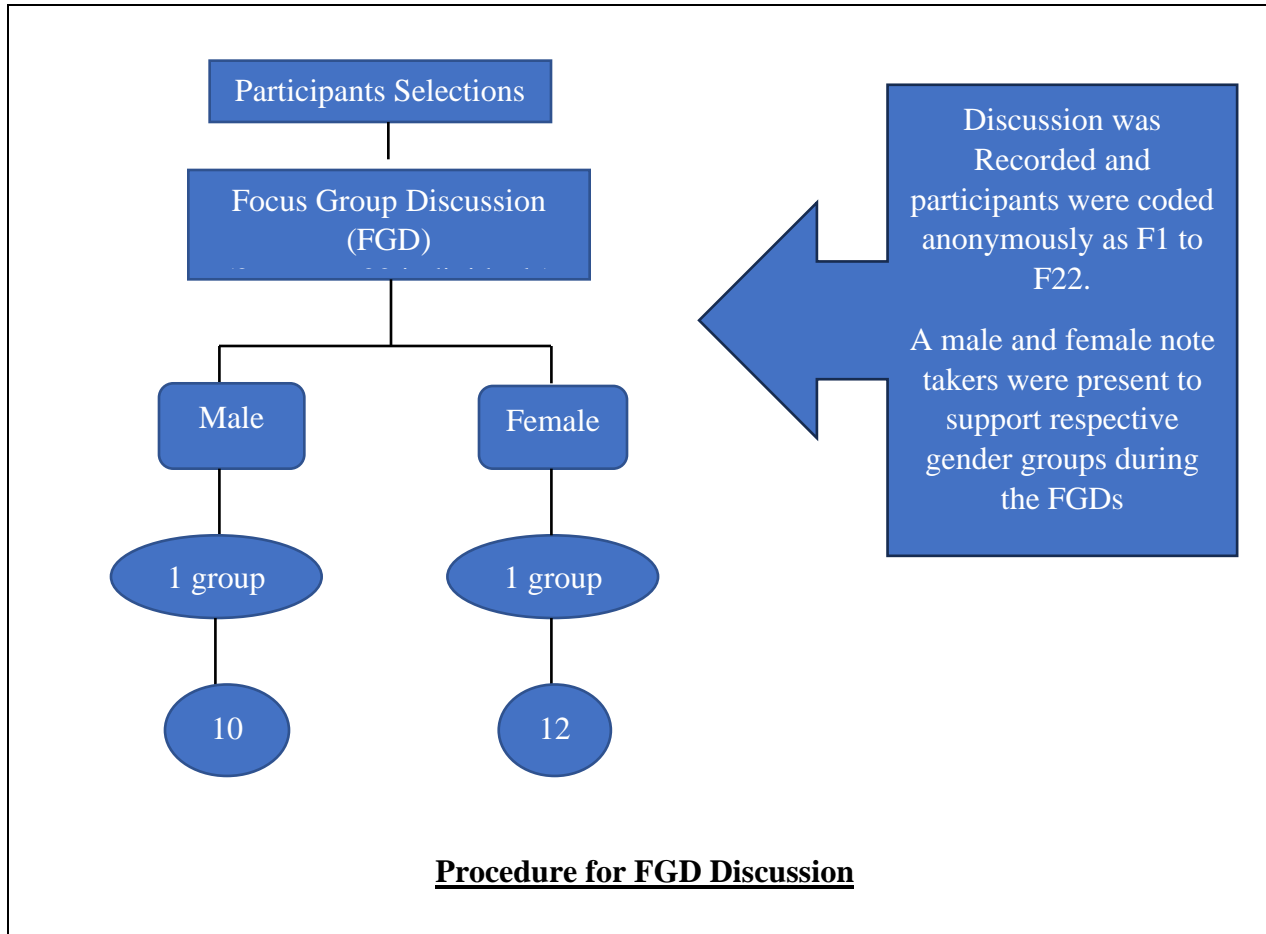 Participants Selections
Focus Group Discussion
(FGD)
Male
Female
1 group
1 group
10
12
Discussion was
Recorded and
participants were coded
anonymously as F1 to
F22.
A male and female note
takers were present to
support respective
gender groups during
the FGDs
Procedure for FGD Discussion